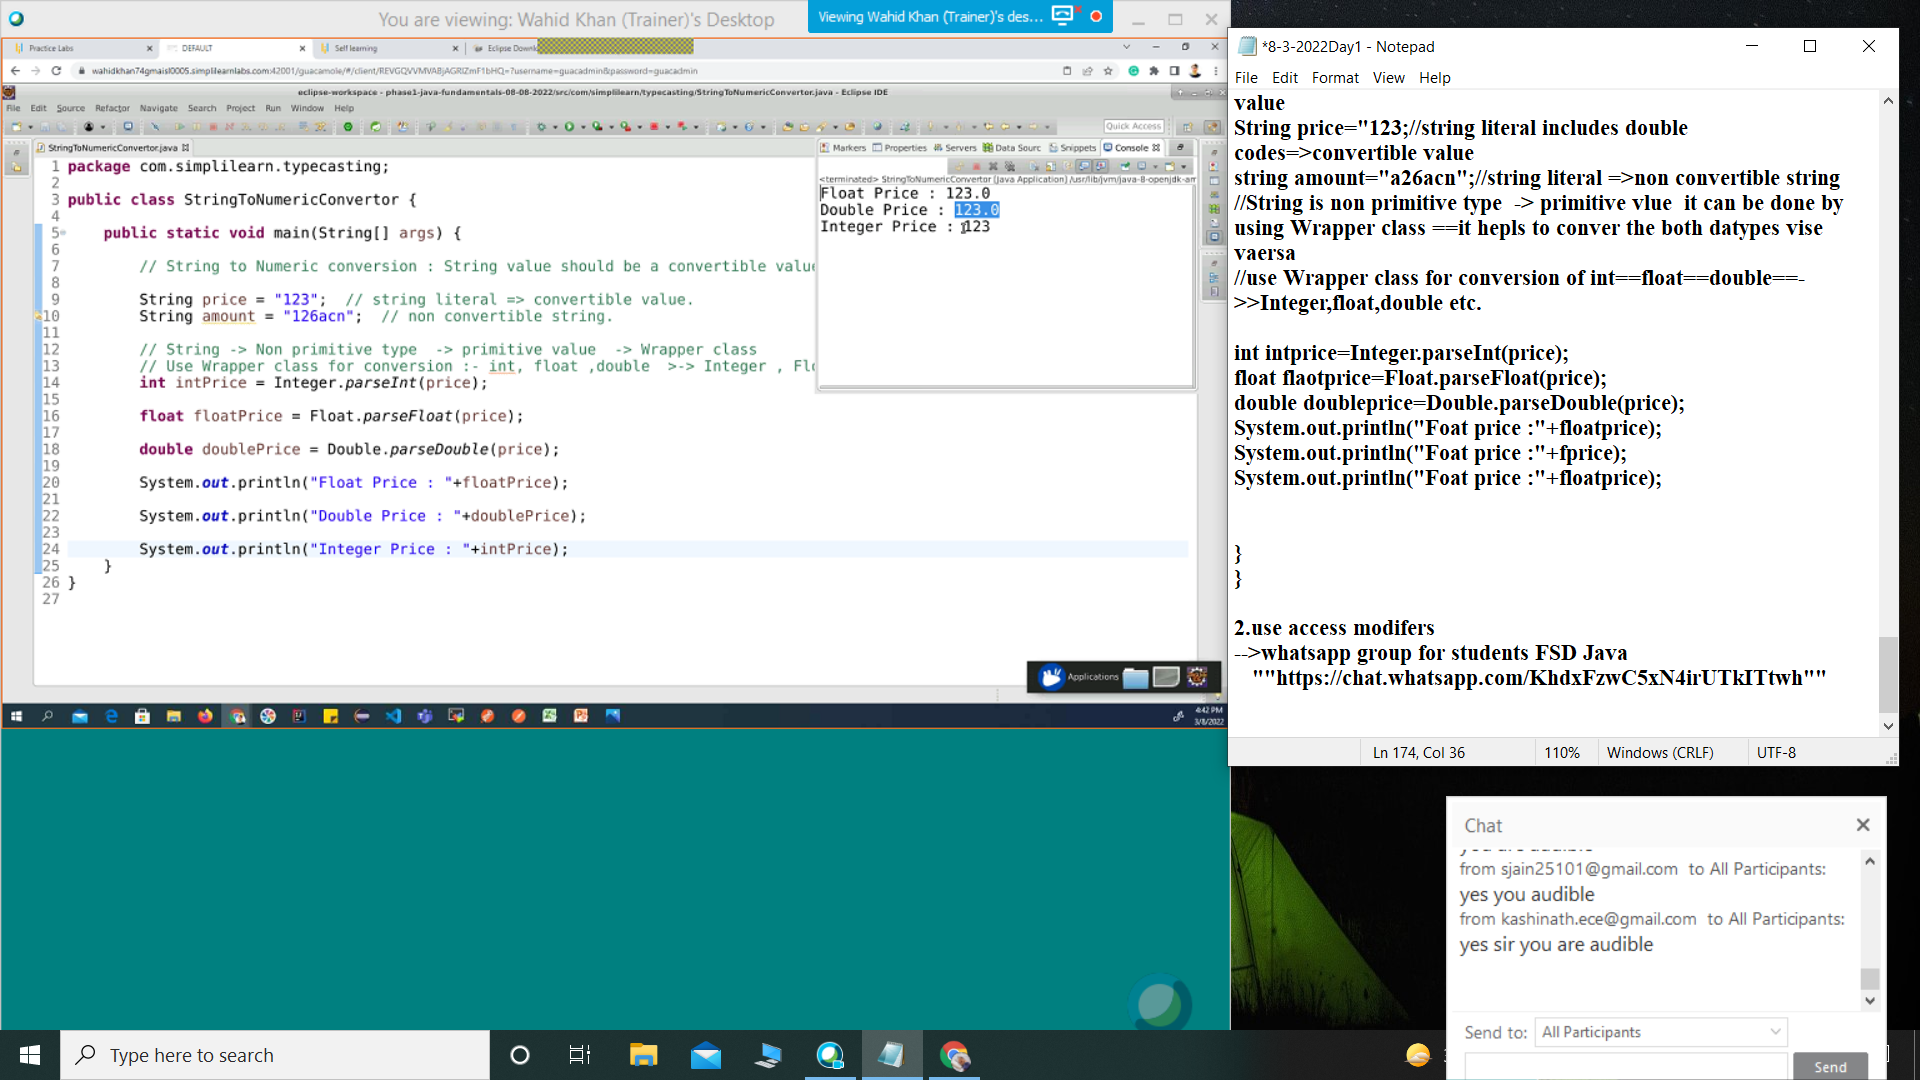 You are viewing: Wahid Khan (Trainer)'s Desktop
Viewing Wahid Khan (Trainer)'s des...
Practice Labs
DEFAULT
Self learning
Eclipse Downl
wahidkhan74gmaisl0005.simplilearnlabs.com:42001/guacamole/#/client/REVGQVVMVABjAGRlZmF1bHQ=?username=guacadmin&password=guacadmin
eclipse-workspace - phase1-java-fundamentals-08-08-2022/src/com/simplilearn/typecasting/StringToNumericConvertor.java - Eclipse IDE
File Edit Source Refactor Navigate Search Project Run Window Help
Quick Access
StringToNumericConvertor.java
1 package com.simplilearn.typecasting;
2
3 public class StringToNumericConvertor {
4
5 public static void main(String[] args) {
6
7 // String to Numeric conversion : String value should be a convertible value
8
9 String price = "123"; // string literal => convertible value.
10 String amount = "126acn"; // non convertible string.
11
12 // String -> Non primitive type -> primitive value -> Wrapper class
13 // Use Wrapper class for conversion :- int, float ,double >-> Integer , Flo
14 int intPrice = Integer.parseInt(price);
15
16 float floatPrice = Float.parseFloat(price);
17
18 double doublePrice = Double.parseDouble(price);
19
20 System.out.println("Float Price : "+floatPrice);
21
22 System.out.println("Double Price : "+doublePrice);
23
24 System.out.println("Integer Price : "+intPrice);
25 }
26 }
27
Markers Properties Servers Data Sourc Snippets Console
<terminated> StringToNumericConvertor [Java Application] /usr/lib/jvm/java-8-openjdk-am
Float Price : 123.0
Double Price : 123.0
Integer Price : 123
Applications
4:42 PM
3/8/2022
*8-3-2022Day1 - Notepad
File Edit Format View Help
value
String price="123;//string literal includes double
codes=>convertible value
string amount="a26acn";//string literal =>non convertible string
//String is non primitive type -> primitive vlue it can be done by
using Wrapper class ==it hepls to conver the both datypes vise
vaersa
//use Wrapper class for conversion of int==float==double==-
>>Integer,float,double etc.
int intprice=Integer.parseInt(price);
float flaotprice=Float.parseFloat(price);
double doubleprice=Double.parseDouble(price);
System.out.println("Foat price :"+floatprice);
System.out.println("Foat price :"+fprice);
System.out.println("Foat price :"+floatprice);
}
}
2.use access modifers
-->whatsapp group for students FSD Java
""https://chat.whatsapp.com/KhdxFzwC5xN4irUTkITtwh""
Ln 174, Col 36
110%
Windows (CRLF)
UTF-8
Chat
you are audible
from sjain25101@gmail.com to All Participants:
yes you audible
from kashinath.ece@gmail.com to All Participants:
yes sir you are audible
Send to: All Participants
Send
Type here to search